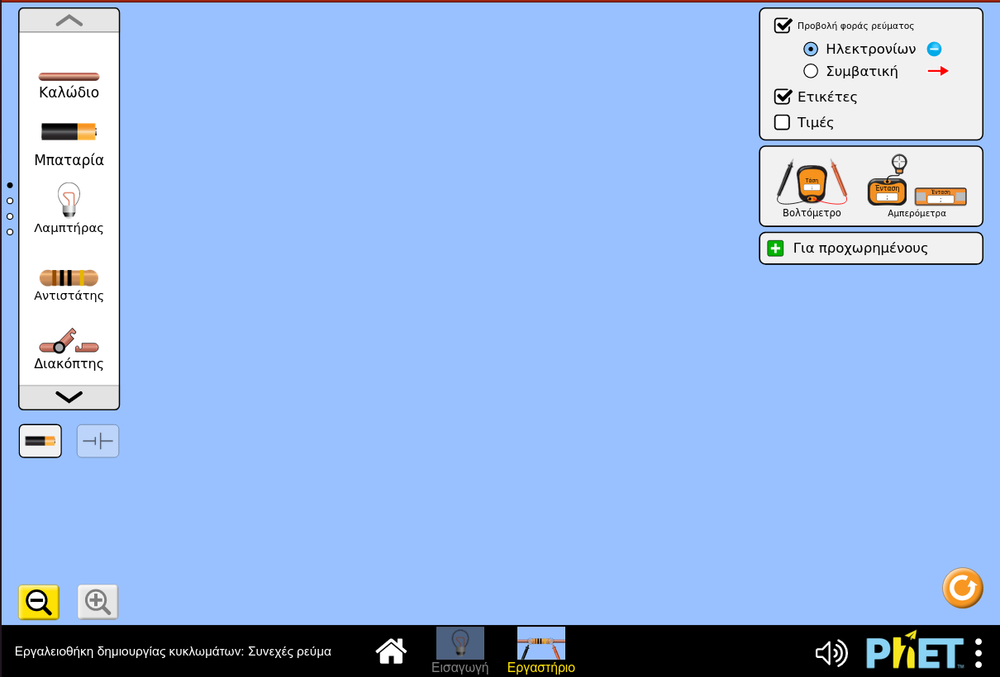 Καλώδιο
Μπαταρία
Λαμπτήρας
Αντιστάτης
Διακόπτης
Προβολή φοράς ρεύματος
Ηλεκτρονίων
Συμβατική
Ετικέτες
Τιμές
Τάση
Ένταση
Ένταση
Βολτόμετρο
Αμπερόμετρα
Για προχωρημένους
Εργαλειοθήκη δημιουργίας κυκλωμάτων: Συνεχές ρεύμα
Εισαγωγή
Εργαστήριο
PhET